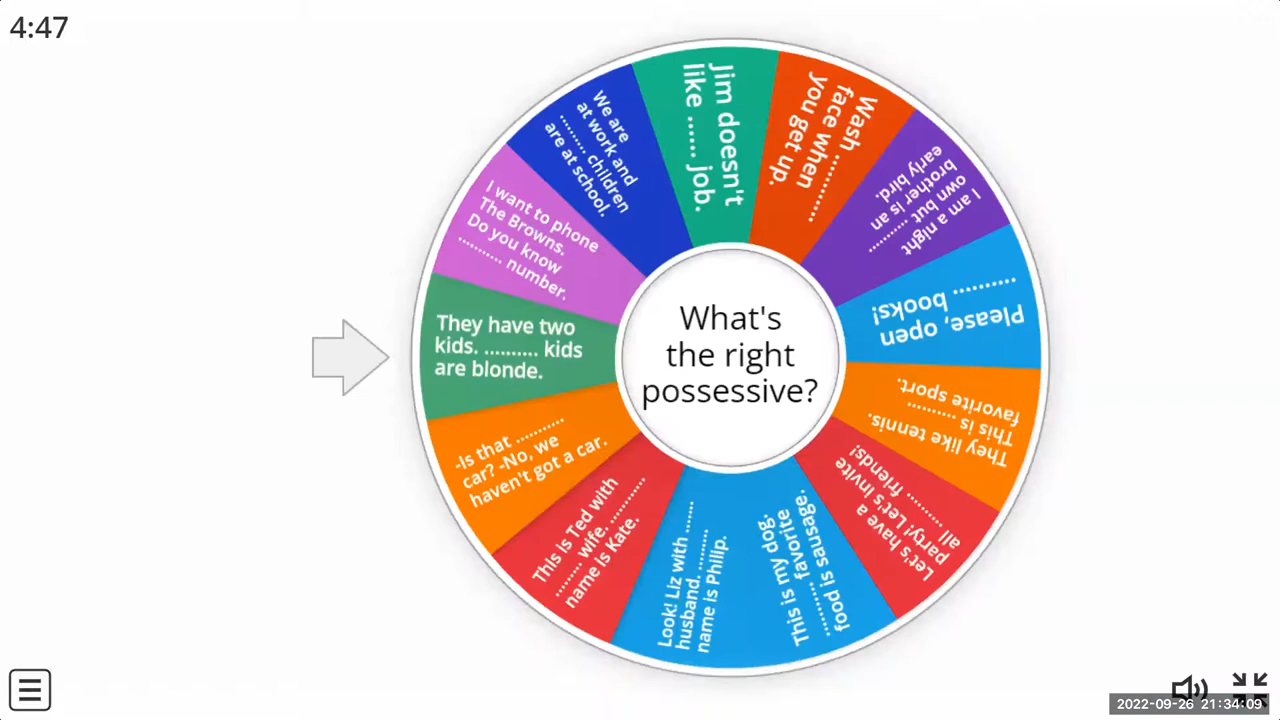 4:47
What's
the right
possessive?
Jim doesn't
like ...... job.
Wash ............
face when
you get up.
I am a night
own but ..........
brother is an
early bird.
Please, open
.......... books!
They like tennis.
This is ..........
favorite sport.
Let's have a
party! Let's invite
all .......... friends!
This is my dog.
.......... favorite
food is sausage.
Look! Liz with ......
husband. ..........
name is Philip.
This is Ted with
........ wife. ..........
name is Kate.
-Is that ..........
car? -No, we
haven't got a car.
They have two
kids. .......... kids
are blonde.
I want to phone
The Browns.
Do you know
.......... number.
We are
at work and
.......... children
are at school.
2022-09-26 21:34:09